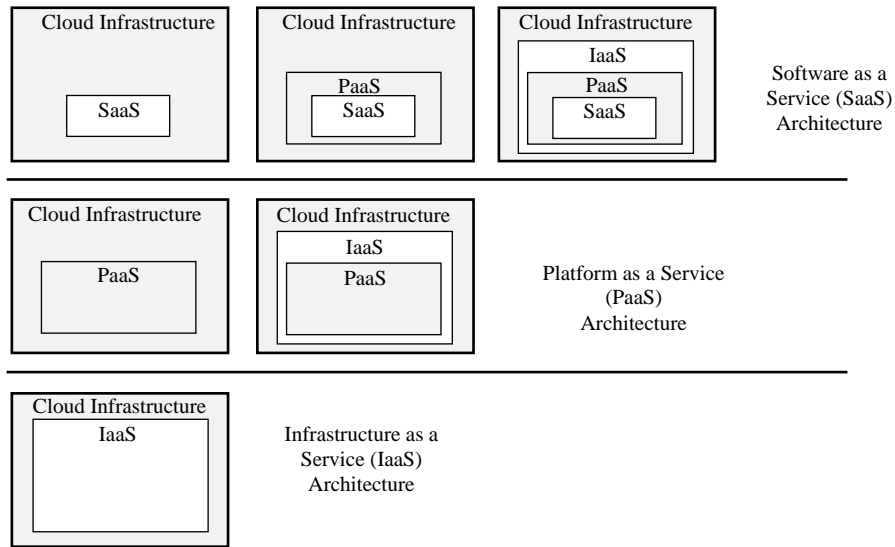 Cloud Infrastructure
SaaS
Cloud Infrastructure
PaaS
SaaS
Cloud Infrastructure
IaaS
PaaS
SaaS
Software as a
Service (SaaS)
Architecture
Cloud Infrastructure
PaaS
Cloud Infrastructure
IaaS
PaaS
Platform as a Service
(PaaS)
Architecture
Cloud Infrastructure
IaaS
Infrastructure as a
Service (IaaS)
Architecture